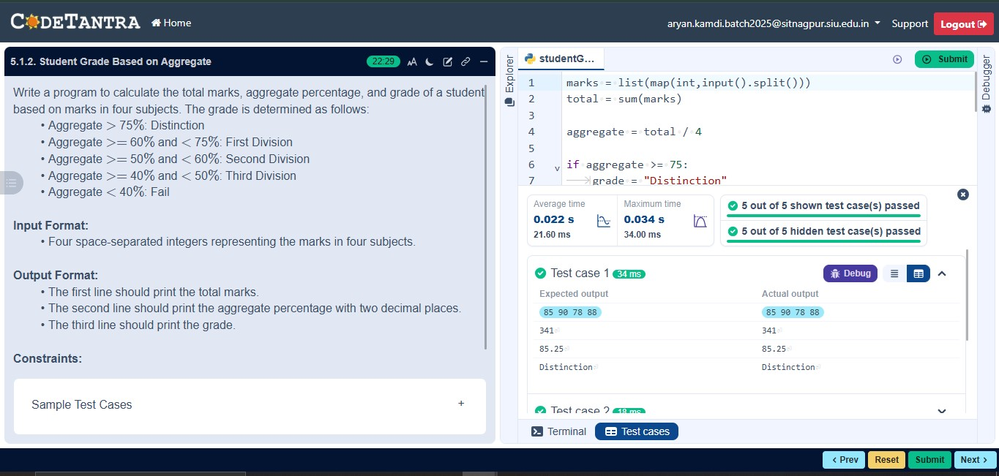 CODETANTRA
Home
aryan.kamdi.batch2025@sitnagpur.siu.edu.in
Support
Logout
5.1.2. Student Grade Based on Aggregate
22:29
AA
Write a program to calculate the total marks, aggregate percentage, and grade of a student
based on marks in four subjects. The grade is determined as follows:
• Aggregate > 75%: Distinction
• Aggregate >= 60% and < 75%: First Division
• Aggregate >= 50% and < 60%: Second Division
• Aggregate >= 40% and < 50%: Third Division
• Aggregate < 40%: Fail
Input Format:
• Four space-separated integers representing the marks in four subjects.
Output Format:
• The first line should print the total marks.
• The second line should print the aggregate percentage with two decimal places.
• The third line should print the grade.
Constraints:
Sample Test Cases
+
Explorer
studentG...
Submit
Debugger
1 marks = list(map(int,input().split()))
2 total = sum(marks)
3
4 aggregate = total / 4
5
6 if aggregate >= 75:
7 grade = "Distinction"
Average time
0.022 s
21.60 ms
Maximum time
0.034 s
34.00 ms
5 out of 5 shown test case(s) passed
5 out of 5 hidden test case(s) passed
Test case 1 34 ms
Debug
Expected output Actual output
85 90 78 88 85 90 78 88
341 341
85.25 85.25
Distinction Distinction
Test case 2 18 ms
Terminal
Test cases
< Prev
Reset
Submit
Next >